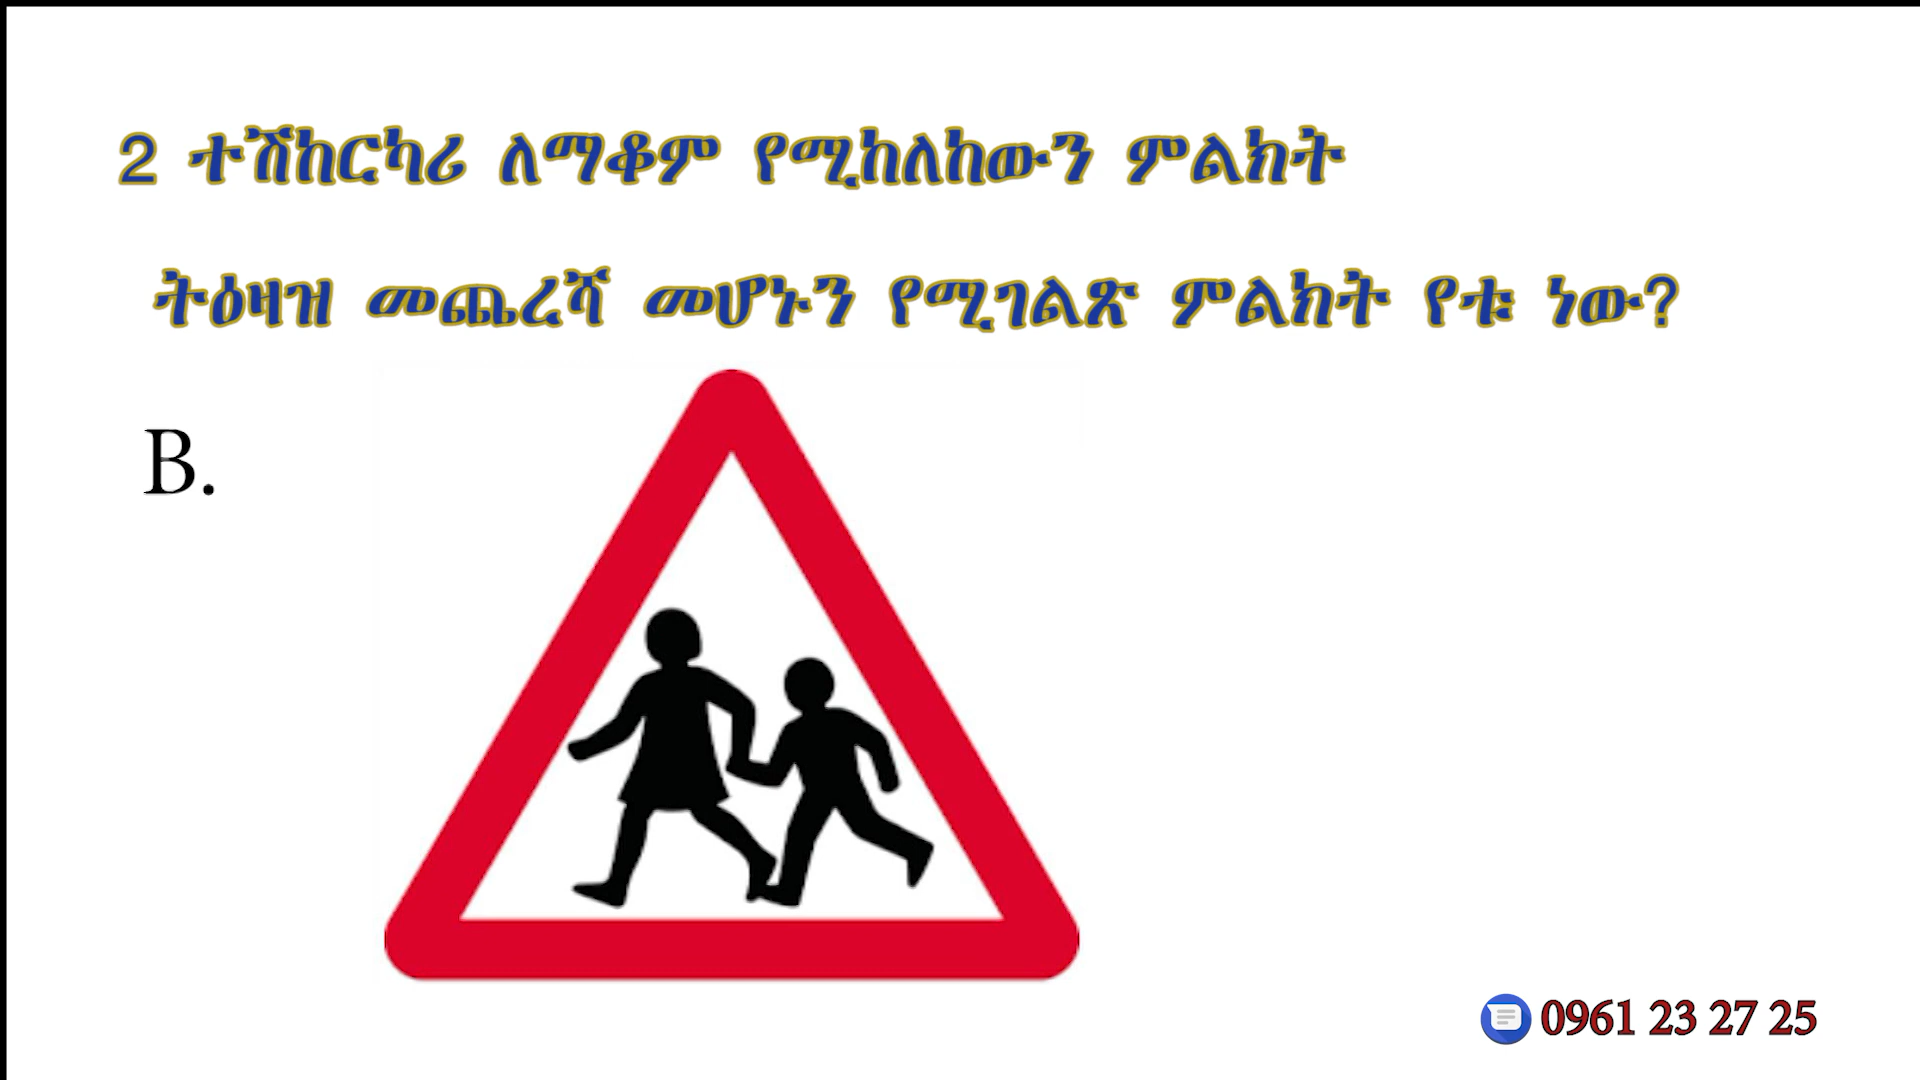 2 ተሽከርካሪ ለማቆም የሚከለከውን ምልክት
ትዕዛዝ መጨረሻ መሆኑን የሚገልጽ ምልክት የቱ ነው?
B.
0961 23 27 25